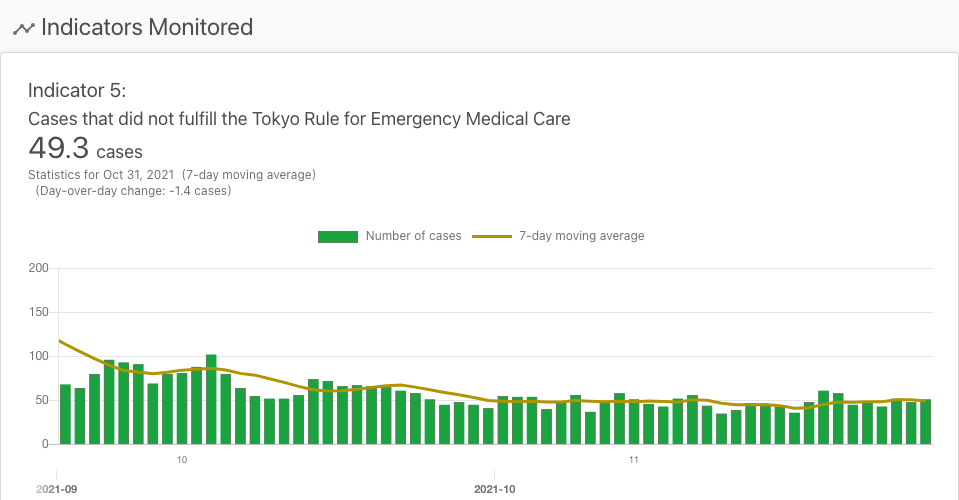 Indicators Monitored
Indicator 5:
Cases that did not fulfill the Tokyo Rule for Emergency Medical Care
49.3 cases
Statistics for Oct 31, 2021 (7-day moving average)
(Day-over-day change: -1.4 cases)
Number of cases 7-day moving average
200
150
100
50
0
10 11
2021-09 2021-10